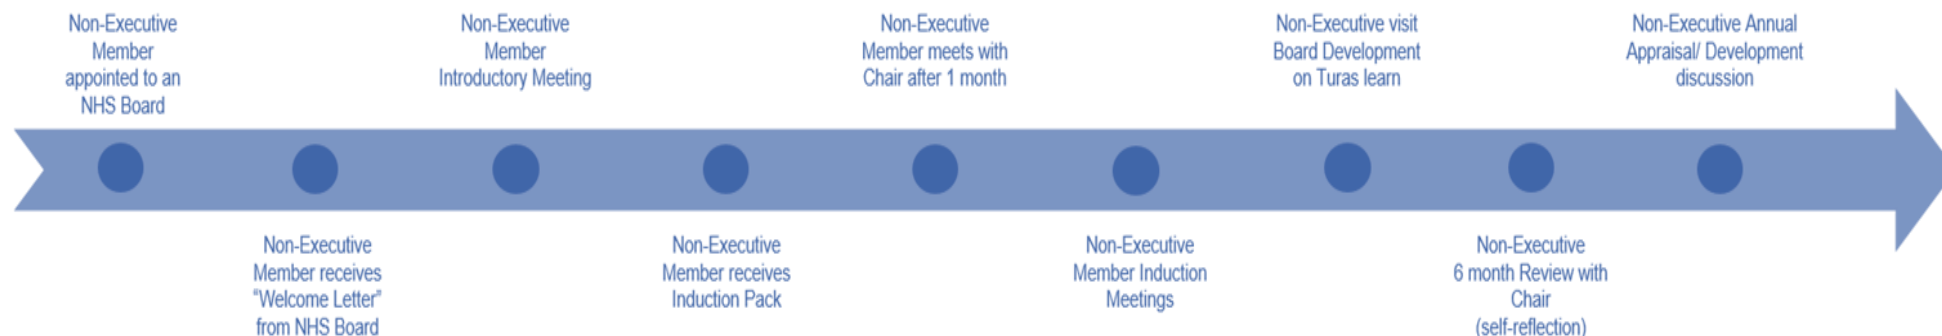 Non-Executive
Member
appointed to an
NHS Board
Non-Executive
Member receives
“Welcome Letter”
from NHS Board
Non-Executive
Member
Introductory Meeting
Non-Executive
Member receives
Induction Pack
Non-Executive
Member meets with
Chair after 1 month
Non-Executive
Member Induction
Meetings
Non-Executive visit
Board Development
on Turas learn
Non-Executive
6 month Review with
Chair
(self-reflection)
Non-Executive Annual
Appraisal/ Development
discussion